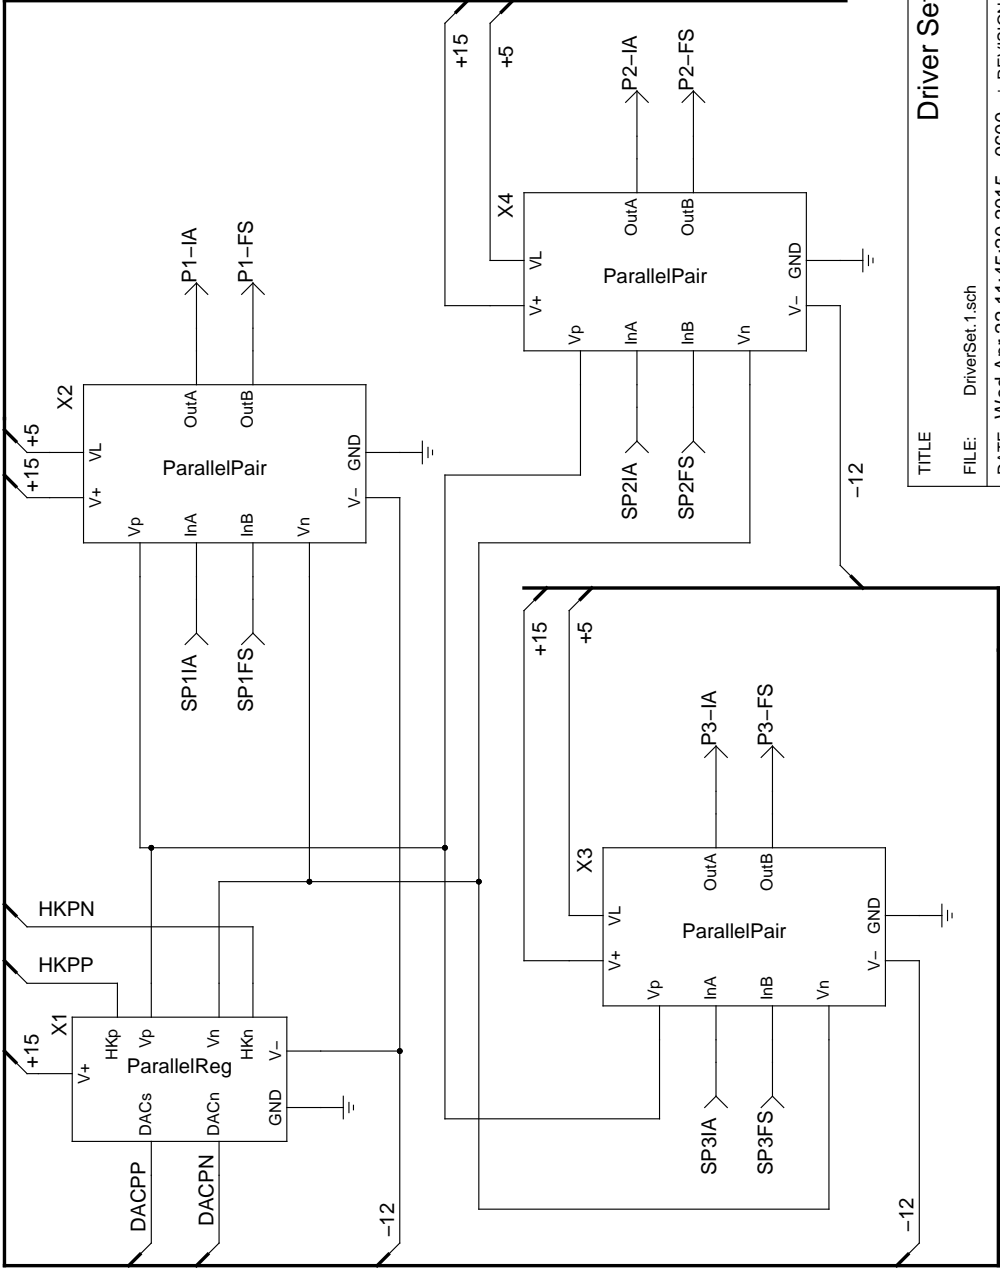 +15
X1
V+
HKp
Vp
Vn
HKn
V−
GND
DACs
DACn
ParallelReg
DACPP
DACPN
−12
HKPP
HKPN
+15
+5
X2
V+
VL
Vp
InA
InB
Vn
OutA
OutB
V−
GND
ParallelPair
SP1IA
SP1FS
P1−IA
P1−FS
+15
+5
X3
V+
VL
Vp
InA
InB
Vn
OutA
OutB
V−
GND
ParallelPair
SP3IA
SP3FS
P3−IA
P3−FS
−12
+15
+5
X4
V+
VL
Vp
InA
InB
Vn
OutA
OutB
V−
GND
ParallelPair
SP2IA
SP2FS
P2−IA
P2−FS
−12
TITLE
Driver Set
FILE: DriverSet.1.sch